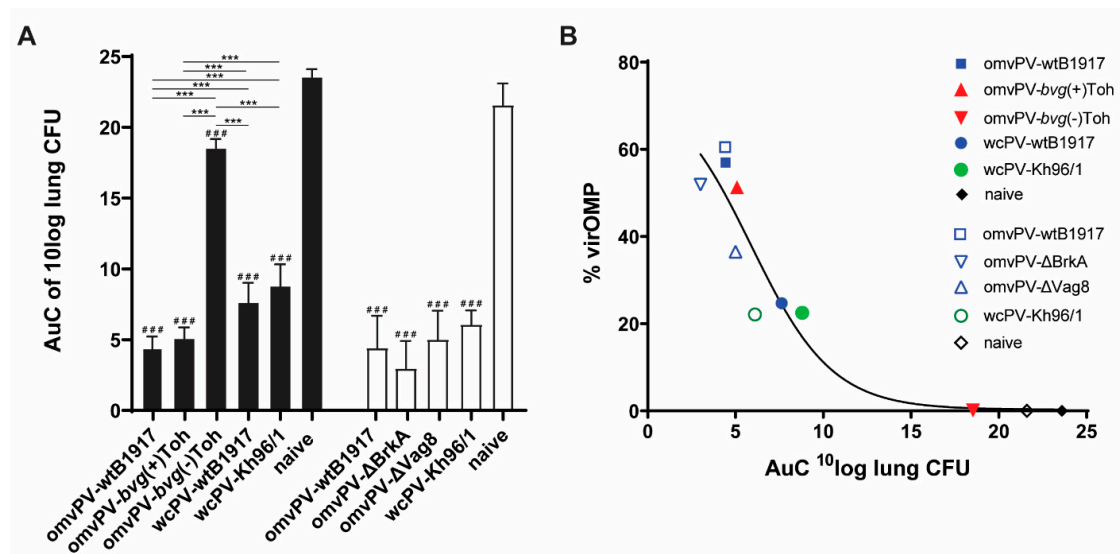 A
AuC of 10log lung CFU
25
20
15
10
5
0
***
***
***
***
***
***
***
***
###
###
###
###
###
###
###
###
###
omvPV-wtB1917
omvPV-bvg(+)Toh
omvPV-bvg(-)Toh
wcPV-wtB1917
wcPV-Kh96/1
naive
omvPV-wtB1917
omvPV-ΔBrkA
omvPV-ΔVag8
wcPV-Kh96/1
naive
B
% virOMP
80
60
40
20
0
0 5 10 15 20 25
AuC 10log lung CFU
omvPV-wtB1917
omvPV-bvg(+)Toh
omvPV-bvg(-)Toh
wcPV-wtB1917
wcPV-Kh96/1
naive
omvPV-wtB1917
omvPV-ΔBrkA
omvPV-ΔVag8
wcPV-Kh96/1
naive